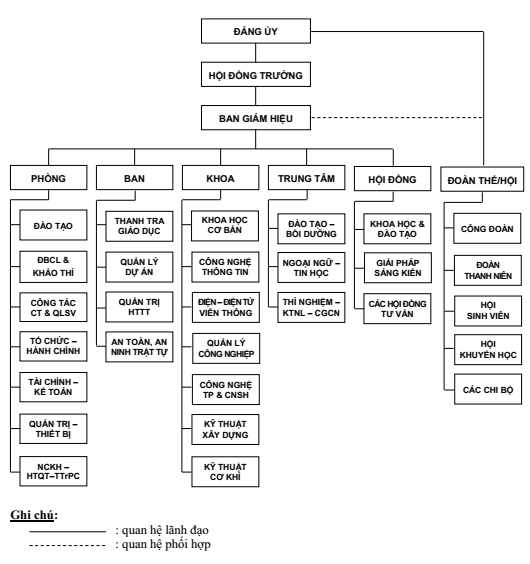 ĐẢNG ỦY
HỘI ĐỒNG TRƯỜNG
BAN GIÁM HIỆU
PHÒNG
BAN
KHOA
TRUNG TÂM
HỘI ĐỒNG
ĐOÀN THỂ/HỘI
ĐÀO TẠO
ĐBCL &
KHẢO THÍ
CÔNG TÁC
CT & QLSV
TỔ CHỨC –
HÀNH CHÍNH
TÀI CHÍNH –
KẾ TOÁN
QUẢN TRỊ –
THIẾT BỊ
NCKH –
HTQT–TTrPC
THANH TRA
GIÁO DỤC
QUẢN LÝ
DỰ ÁN
QUẢN TRỊ
HTTT
AN TOÀN, AN
NINH TRẬT TỰ
KHOA HỌC
CƠ BẢN
CÔNG NGHỆ
THÔNG TIN
ĐIỆN–ĐIỆN TỬ
VIỄN THÔNG
QUẢN LÝ
CÔNG NGHIỆP
CÔNG NGHỆ
TP & CNSH
KỸ THUẬT
XÂY DỰNG
KỸ THUẬT
CƠ KHÍ
ĐÀO TẠO –
BỒI DƯỠNG
NGOẠI NGỮ –
TIN HỌC
THÍ NGHIỆM –
KTNL – CGCN
KHOA HỌC &
ĐÀO TẠO
GIẢI PHÁP
SÁNG KIẾN
CÁC HỘI ĐỒNG
TƯ VẤN
CÔNG ĐOÀN
ĐOÀN
THANH NIÊN
HỘI
SINH VIÊN
HỘI
KHUYẾN HỌC
CÁC CHI BỘ
Ghi chú:
: quan hệ lãnh đạo
: quan hệ phối hợp